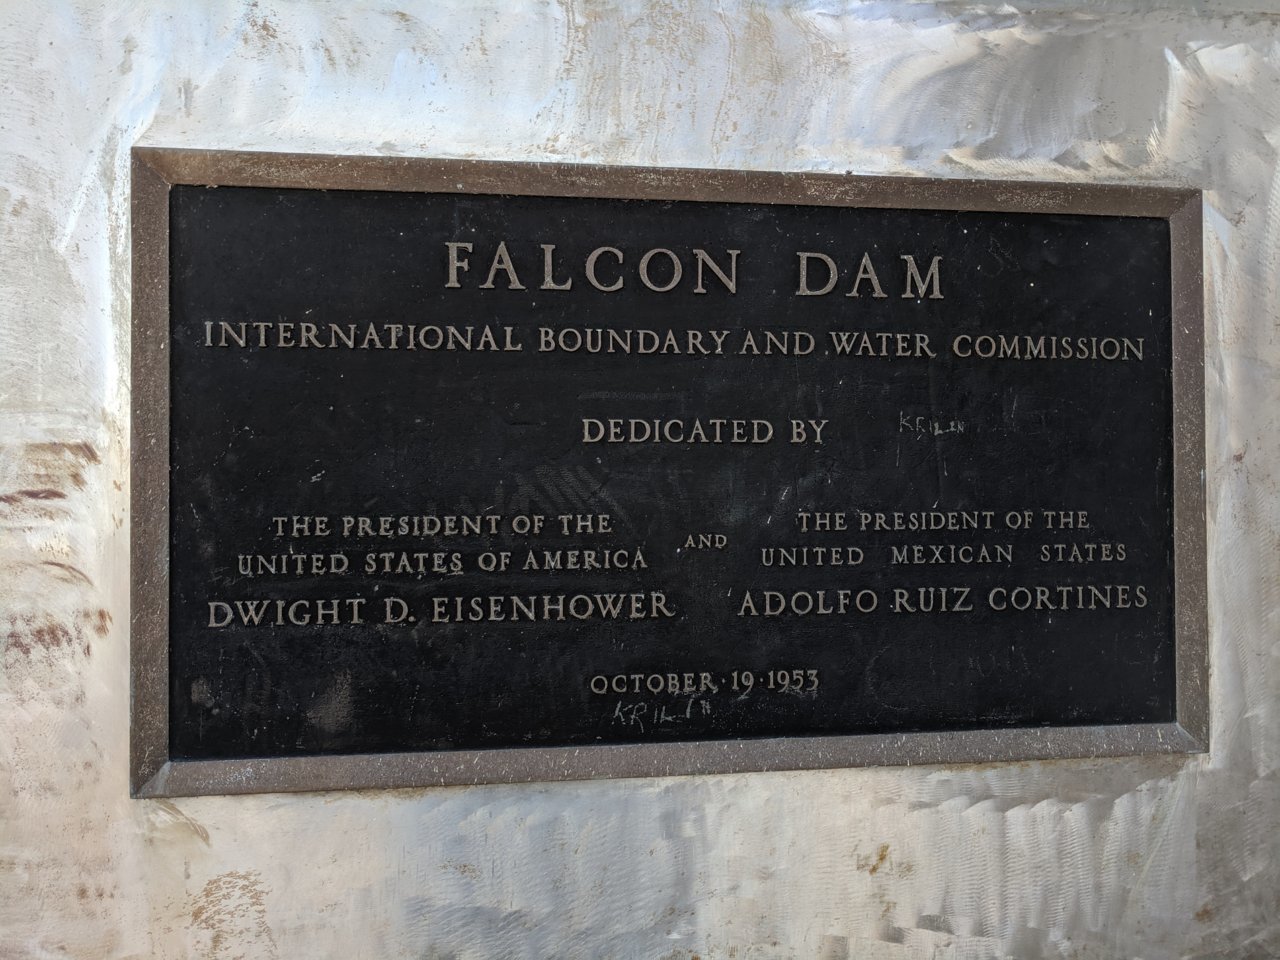 FALCON DAM
INTERNATIONAL BOUNDARY AND WATER COMMISSION
DEDICATED BY
THE PRESIDENT OF THE
UNITED STATES OF AMERICA
DWIGHT D. EISENHOWER
AND
THE PRESIDENT OF THE
UNITED MEXICAN STATES
ADOLFO RUIZ CORTINES
OCTOBER·19·1953